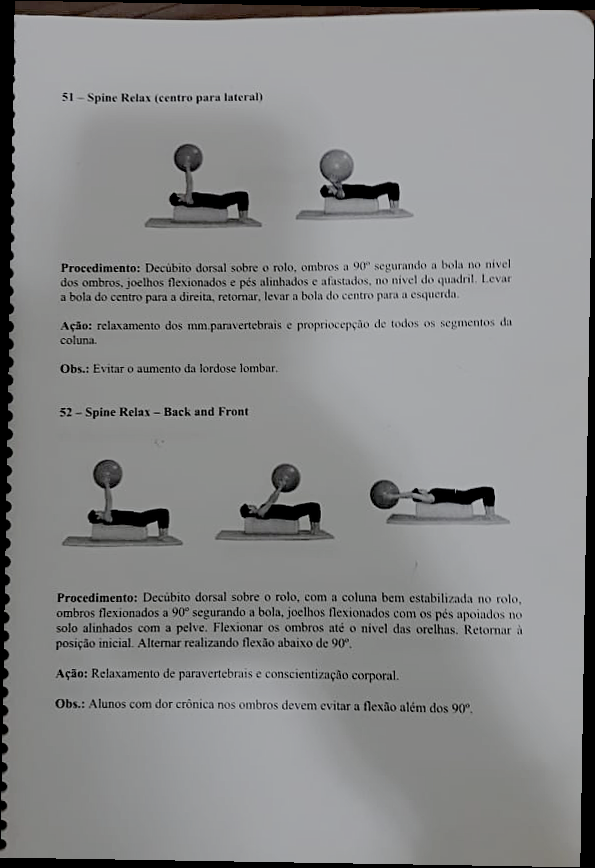 51 – Spine Relax (centro para lateral)
Procedimento: Decúbito dorsal sobre o rolo, ombros a 90º segurando a bola no nível
dos ombros, joelhos flexionados e pés alinhados e afastados, no nível do quadril. Levar
a bola do centro para a direita, retornar, levar a bola do centro para a esquerda.
Ação: relaxamento dos mm.paravertebrais e propriocepção de todos os segmentos da
coluna.
Obs.: Evitar o aumento da lordose lombar.
52 – Spine Relax – Back and Front
Procedimento: Decúbito dorsal sobre o rolo, com a coluna bem estabilizada no rolo,
ombros flexionados a 90º segurando a bola, joelhos flexionados com os pés apoiados no
solo alinhados com a pelve. Flexionar os ombros até o nível das orelhas. Retornar à
posição inicial. Alternar realizando flexão abaixo de 90º.
Ação: Relaxamento de paravertebrais e conscientização corporal.
Obs.: Alunos com dor crônica nos ombros devem evitar a flexão além dos 90º.